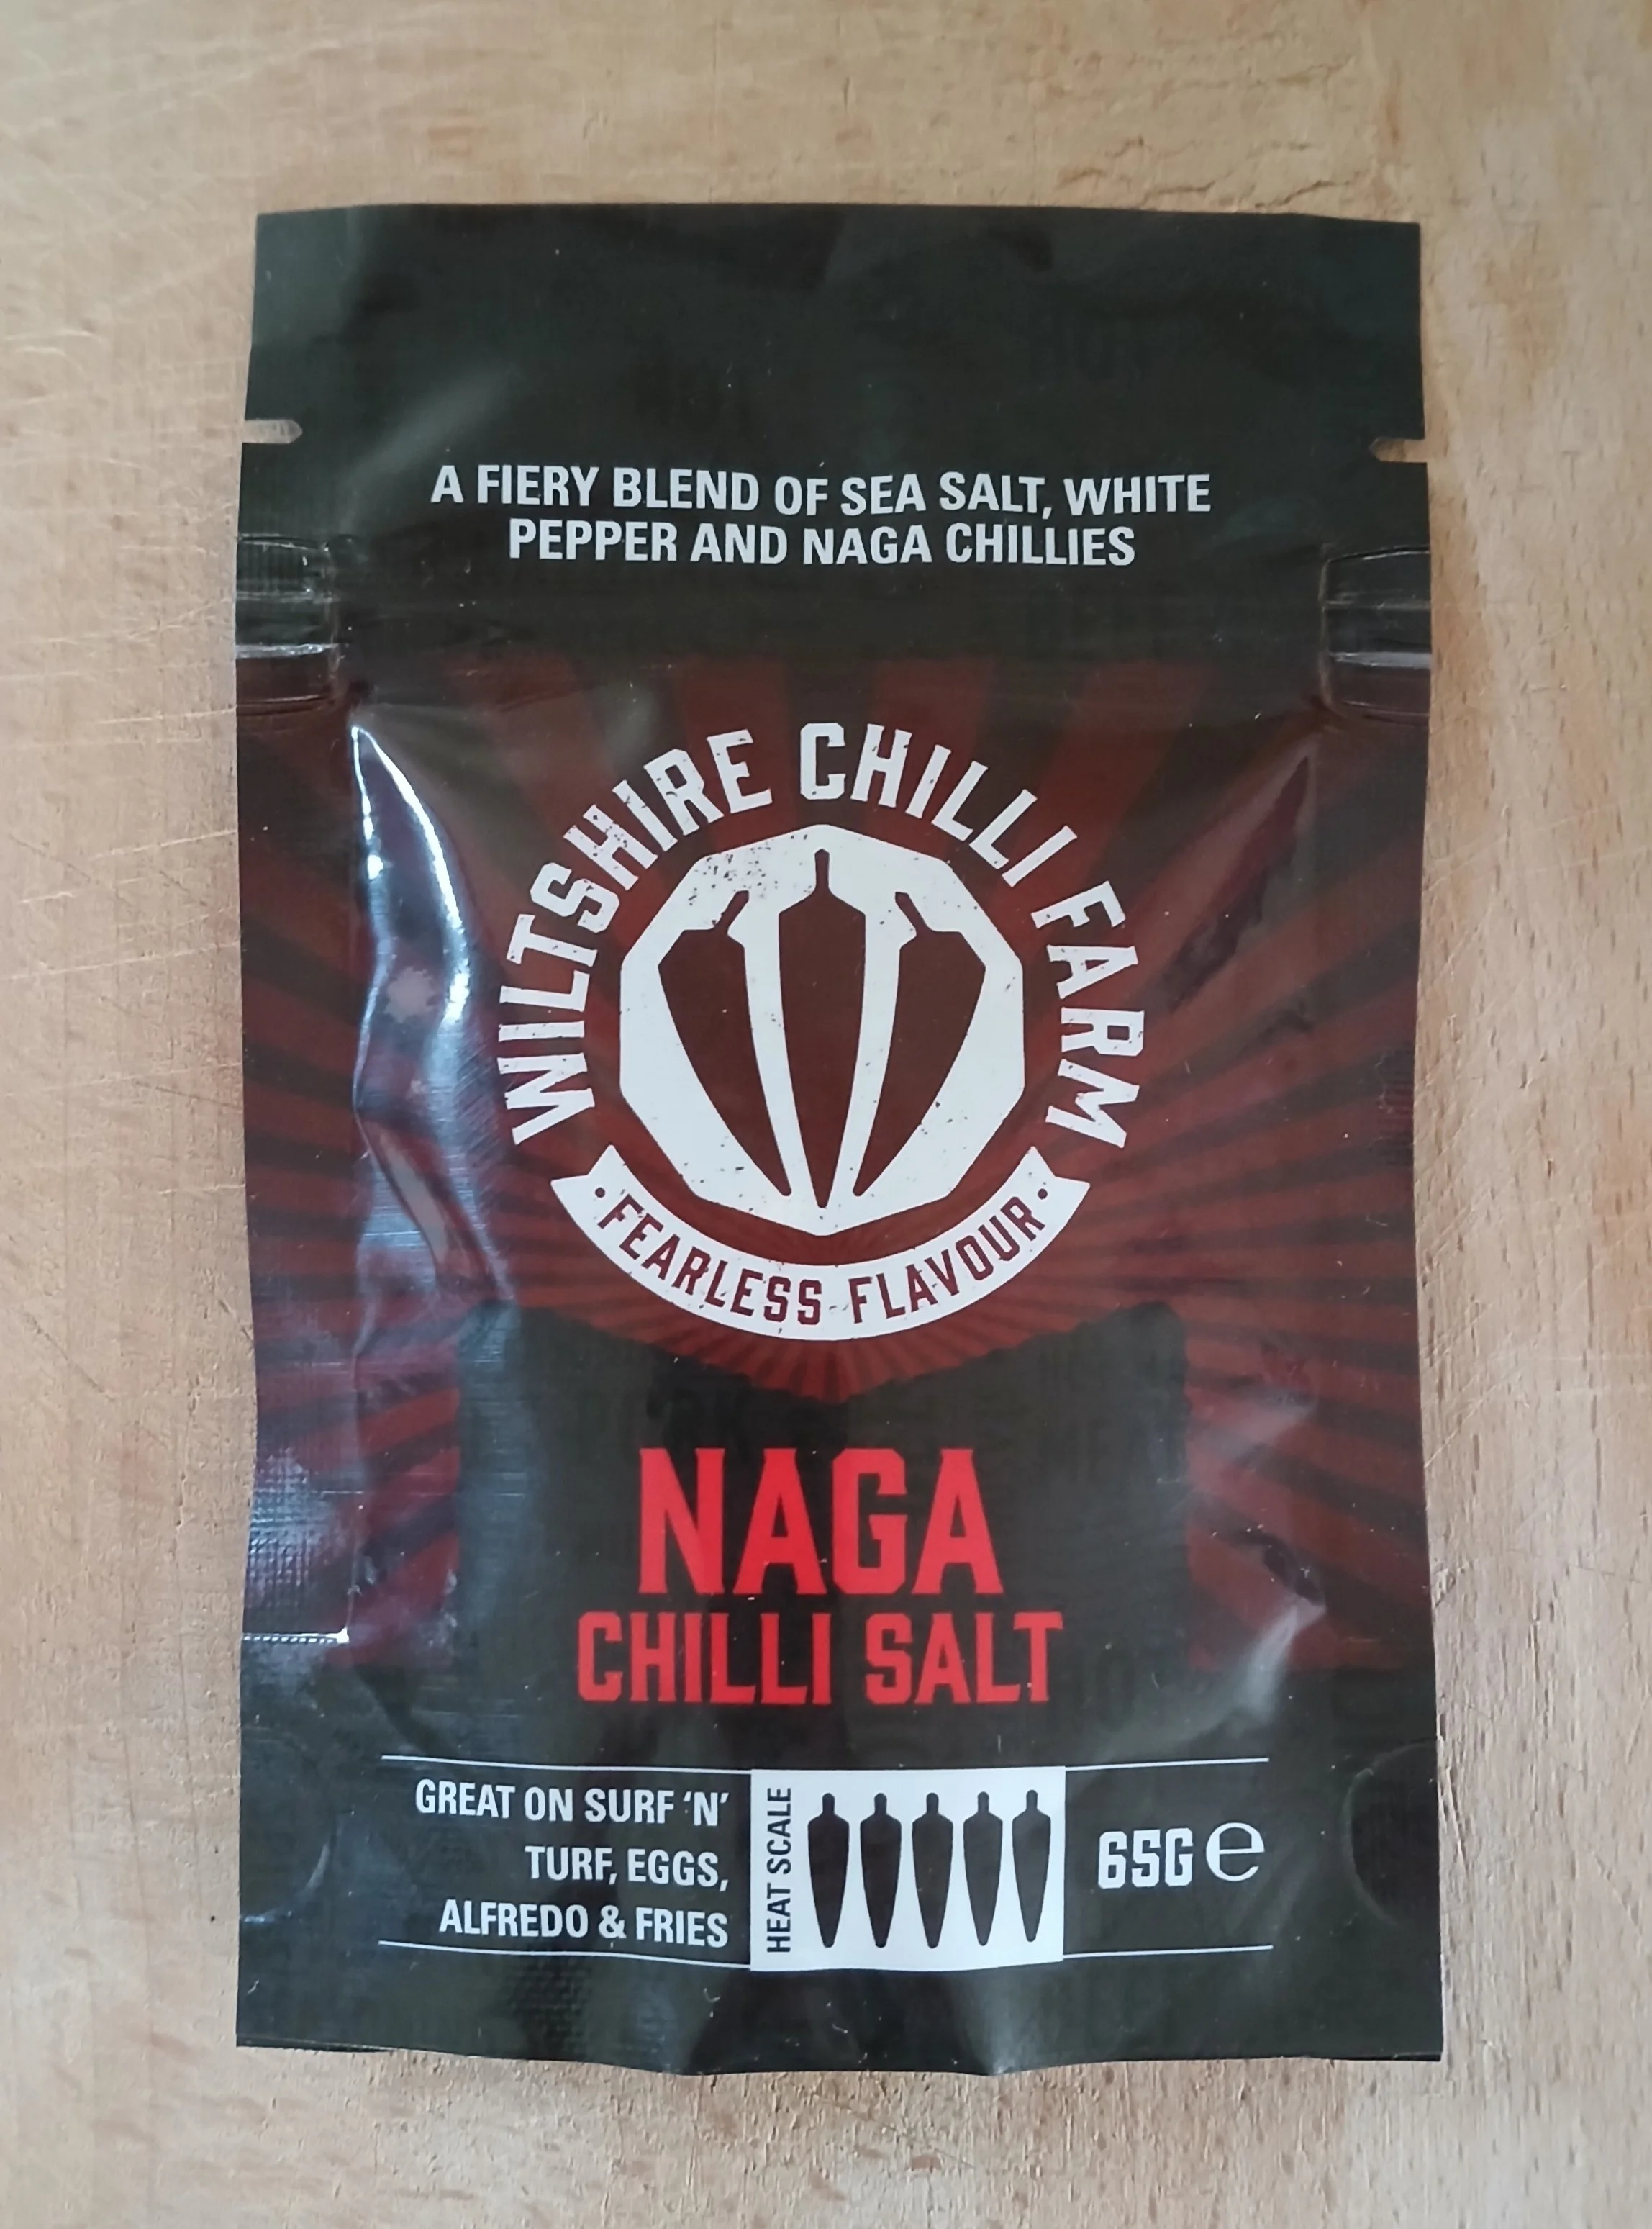 A FIERY BLEND OF SEA SALT, WHITE
PEPPER AND NAGA CHILLIES
WILTSHIRE CHILLI FARM
• FEARLESS FLAVOUR •
NAGA
CHILLI SALT
GREAT ON SURF ‘N’
TURF, EGGS,
ALFREDO & FRIES
HEAT SCALE
65G e